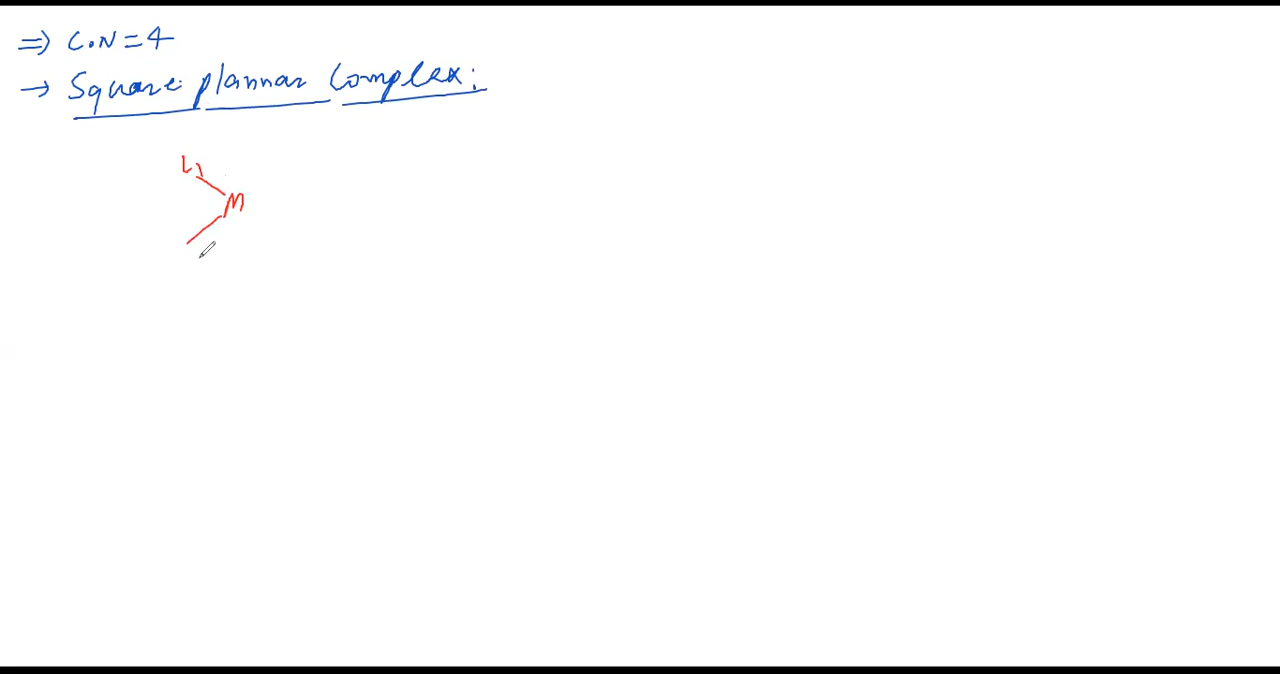 ⇒ C.N = 4
→ Square plannar Complex:
L1
M